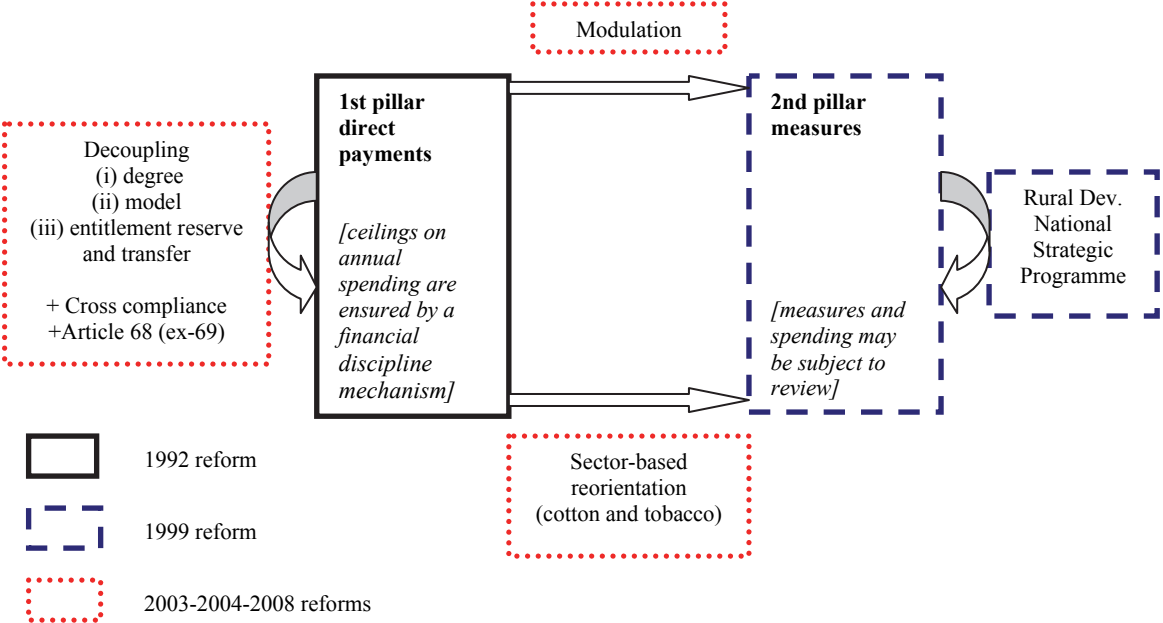 Modulation
1st pillar
direct
payments
[ceilings on
annual
spending are
ensured by a
financial
discipline
mechanism]
2nd pillar
measures
[measures and
spending may
be subject to
review]
Decoupling
(i) degree
(ii) model
(iii) entitlement reserve
and transfer
+ Cross compliance
+Article 68 (ex-69)
Rural Dev.
National
Strategic
Programme
Sector-based
reorientation
(cotton and tobacco)
1992 reform
1999 reform
2003-2004-2008 reforms